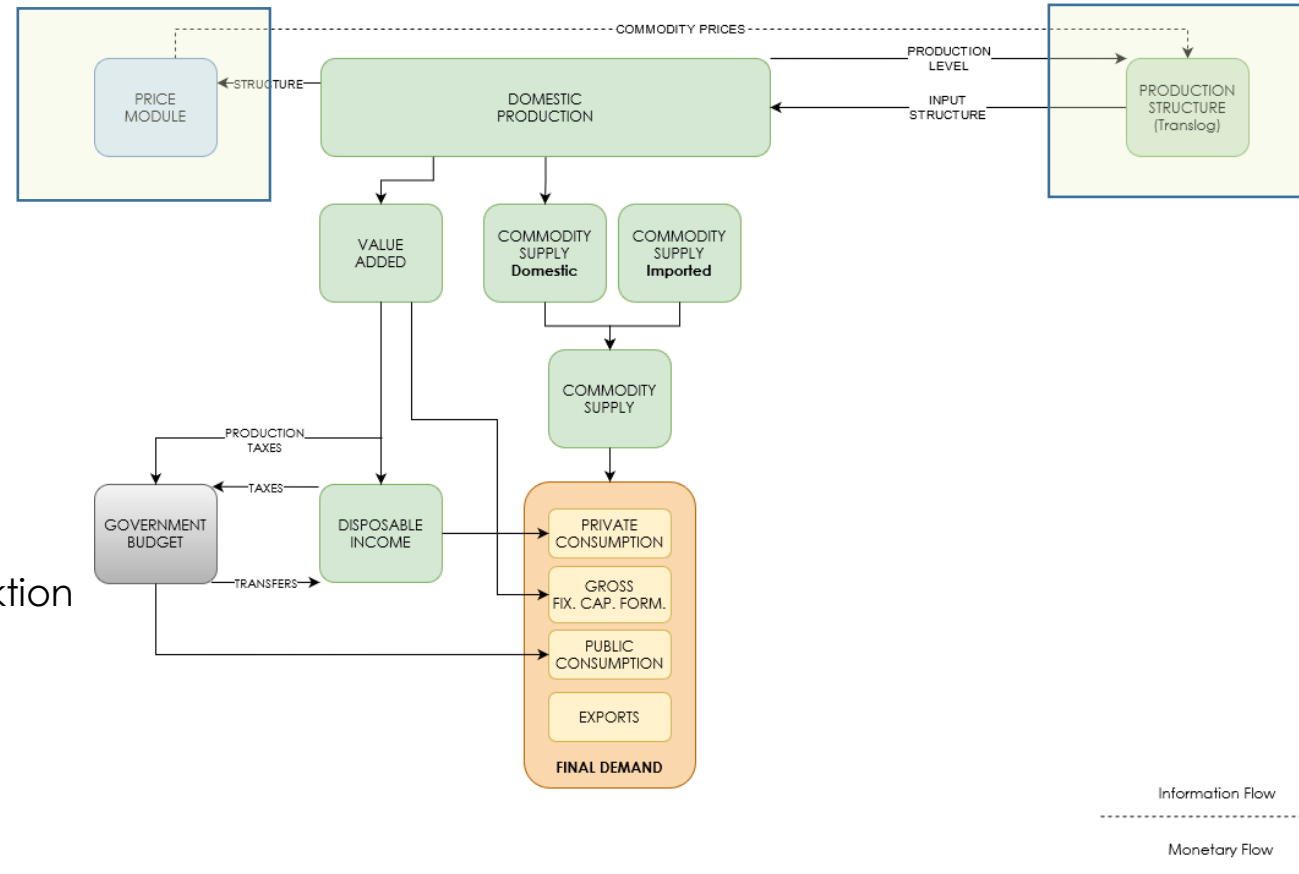 COMMODITY PRICES
PRICE
MODULE
STRUCTURE
DOMESTIC
PRODUCTION
PRODUCTION
LEVEL
INPUT
STRUCTURE
PRODUCTION
STRUCTURE
(Translog)
VALUE
ADDED
COMMODITY
SUPPLY
Domestic
COMMODITY
SUPPLY
Imported
COMMODITY
SUPPLY
PRODUCTION
TAXES
GOVERNMENT
BUDGET
TAXES
TRANSFERS
DISPOSABLE
INCOME
PRIVATE
CONSUMPTION
GROSS
FIX. CAP. FORM.
PUBLIC
CONSUMPTION
EXPORTS
FINAL DEMAND
Information Flow
Monetary Flow